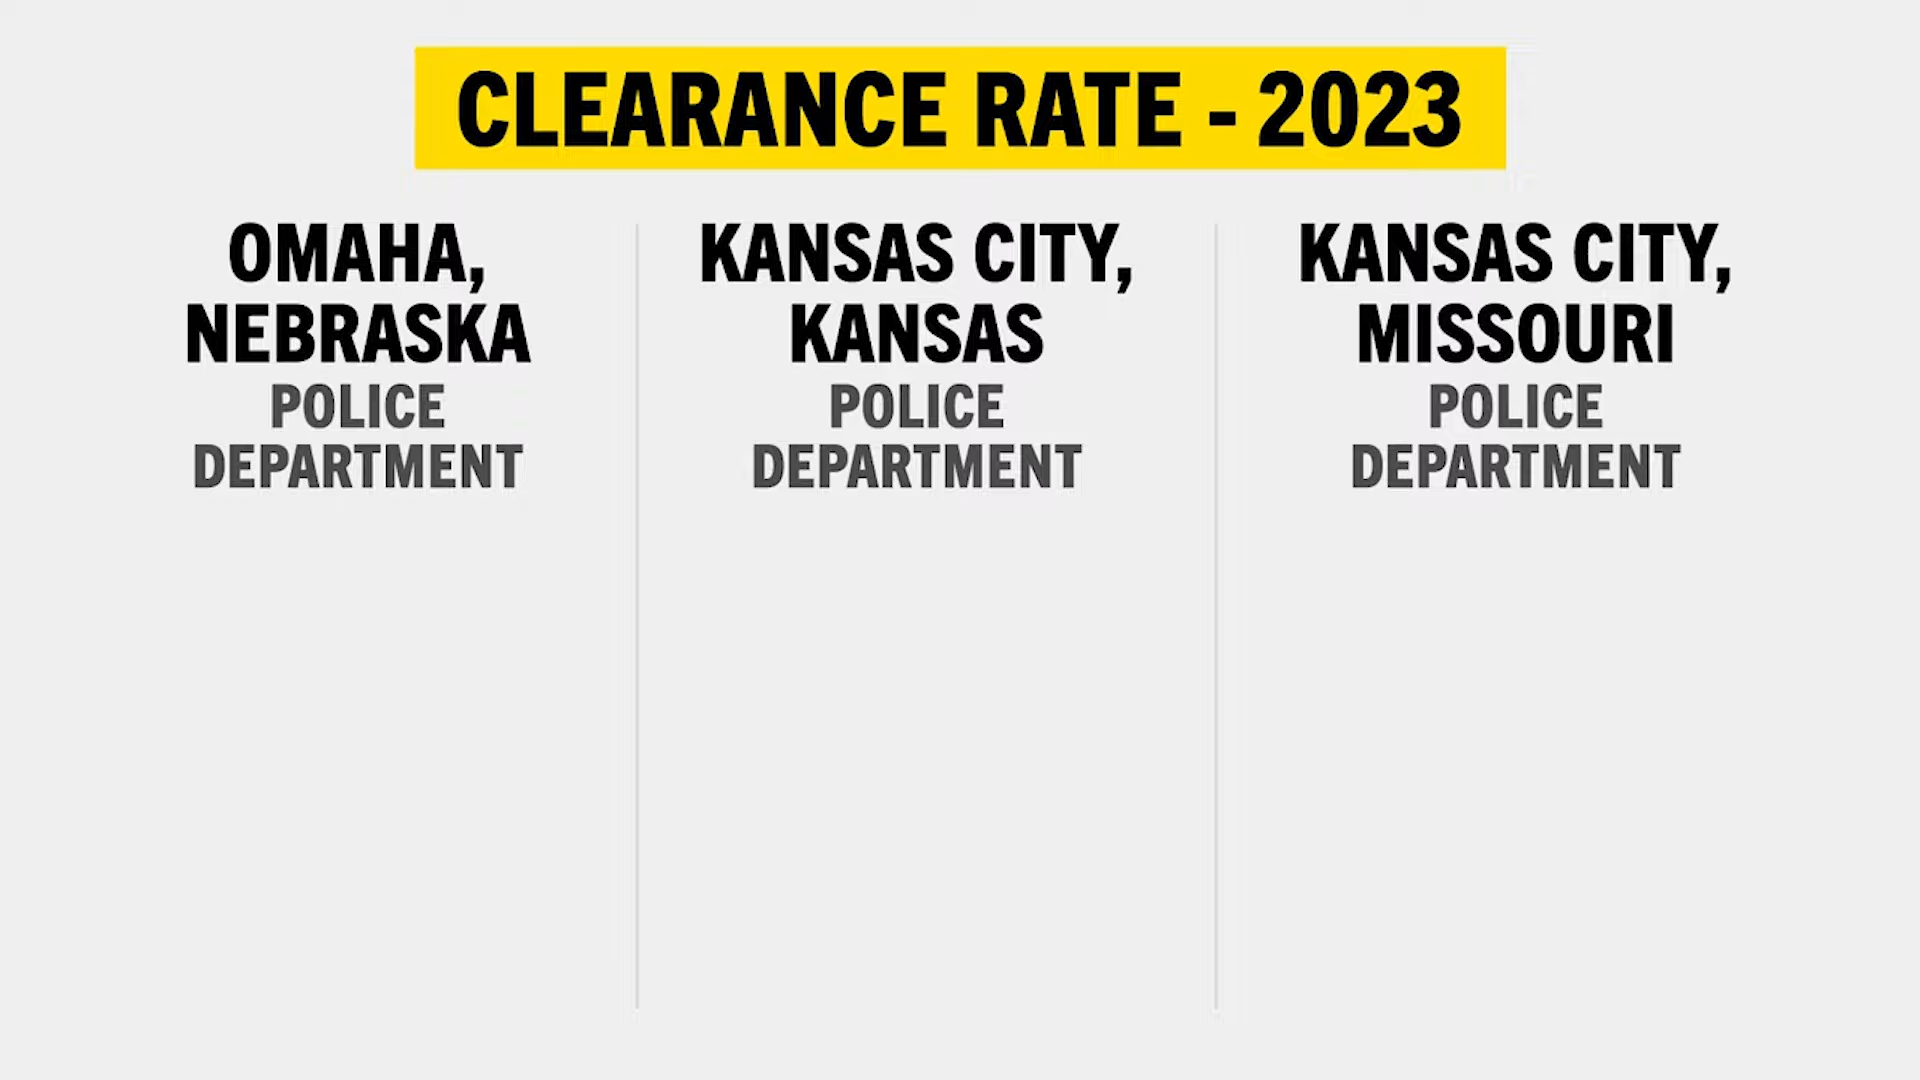 CLEARANCE RATE - 2023
OMAHA,
NEBRASKA
POLICE
DEPARTMENT
KANSAS CITY,
KANSAS
POLICE
DEPARTMENT
KANSAS CITY,
MISSOURI
POLICE
DEPARTMENT